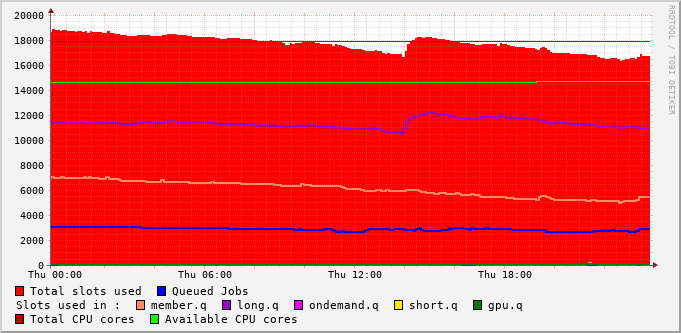 RRDTOOL / TOBI OETIKER
20000
18000
16000
14000
12000
10000
8000
6000
4000
2000
0
Thu 00:00 Thu 06:00 Thu 12:00 Thu 18:00
Total slots used Queued Jobs
Slots used in : member.q long.q ondemand.q short.q gpu.q
Total CPU cores Available CPU cores